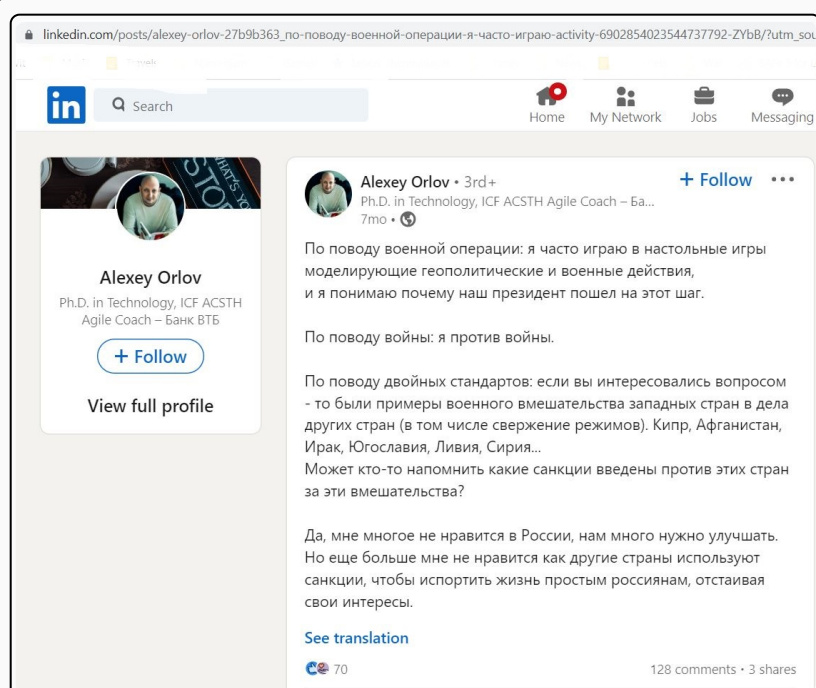 linkedin.com/posts/alexey-orlov-27b9b363_по-поводу-военной-операции-я-часто-играю-activity-6902854023544737792-ZYbB/?utm_sou
in
Search
Home
My Network
Jobs
Messaging
WHAT'S YO
STO
Alexey Orlov
Ph.D. in Technology, ICF ACSTH
Agile Coach – Банк ВТБ
+ Follow
View full profile
Alexey Orlov • 3rd+
+ Follow •••
Ph.D. in Technology, ICF ACSTH Agile Coach – Ба...
7mo •
По поводу военной операции: я часто играю в настольные игры
моделирующие геополитические и военные действия,
и я понимаю почему наш президент пошел на этот шаг.
По поводу войны: я против войны.
По поводу двойных стандартов: если вы интересовались вопросом
- то были примеры военного вмешательства западных стран в дела
других стран (в том числе свержение режимов). Кипр, Афганистан,
Ирак, Югославия, Ливия, Сирия...
Может кто-то напомнить какие санкции введены против этих стран
за эти вмешательства?
Да, мне многое не нравится в России, нам много нужно улучшать.
Но еще больше мне не нравится как другие страны используют
санкции, чтобы испортить жизнь простым россиянам, отстаивая
свои интересы.
See translation
70
128 comments • 3 shares